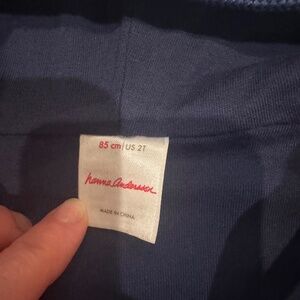 85 cm US 2T
hanna andersson
MADE IN CHINA